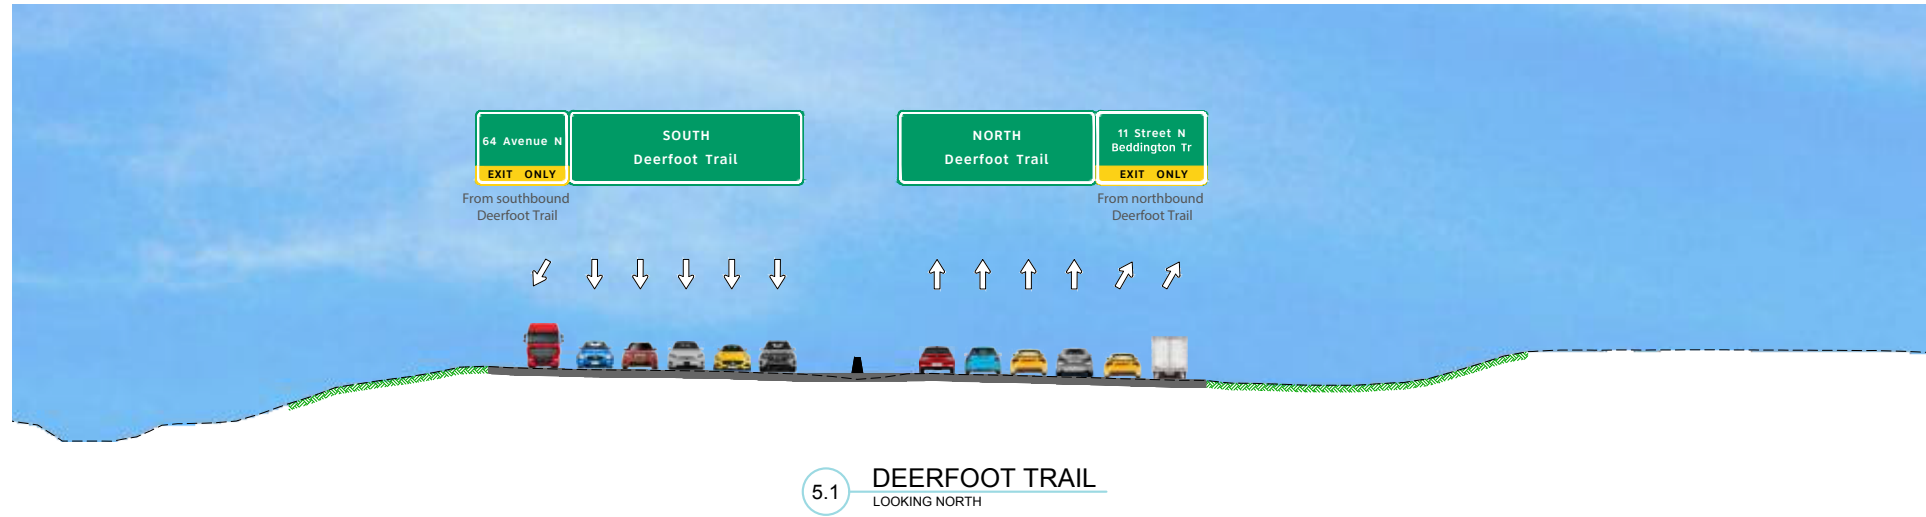 64 Avenue N
EXIT ONLY
SOUTH
Deerfoot Trail
NORTH
Deerfoot Trail
11 Street N
Beddington Tr
EXIT ONLY
From southbound
Deerfoot Trail
From northbound
Deerfoot Trail
5.1
DEERFOOT TRAIL
LOOKING NORTH